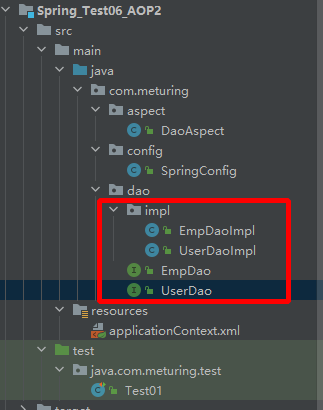 Spring_Test06_AOP2
src
main
java
com.meturing
aspect
DaoAspect
config
SpringConfig
dao
impl
EmpDaoImpl
UserDaoImpl
EmpDao
UserDao
resources
applicationContext.xml
test
java.com.meturing.test
Test01